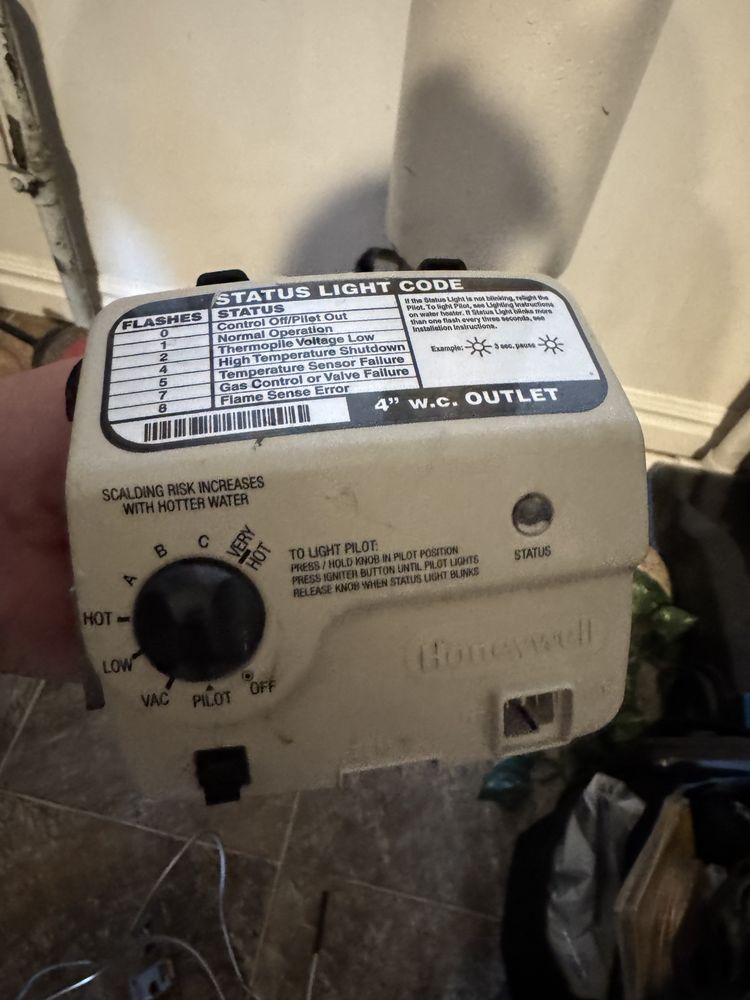 STATUS LIGHT CODE
FLASHES STATUS
0 Control Off/Pilot Out
1 Normal Operation
2 Thermopile Voltage Low
4 High Temperature Shutdown
5 Temperature Sensor Failure
7 Gas Control or Valve Failure
8 Flame Sense Error
If the Status Light is not blinking, relight the
Pilot. To light Pilot, see Lighting Instructions
on water heater. If Status Light blinks more
than one flash every three seconds, see
Installation Instructions.
Example: 3 sec. pause
4” w.c. OUTLET
SCALDING RISK INCREASES
WITH HOTTER WATER
VERY
HOT
C
B
A
HOT
LOW
VAC
PILOT
OFF
TO LIGHT PILOT:
PRESS / HOLD KNOB IN PILOT POSITION
PRESS IGNITER BUTTON UNTIL PILOT LIGHTS
RELEASE KNOB WHEN STATUS LIGHT BLINKS
STATUS
Honeywell